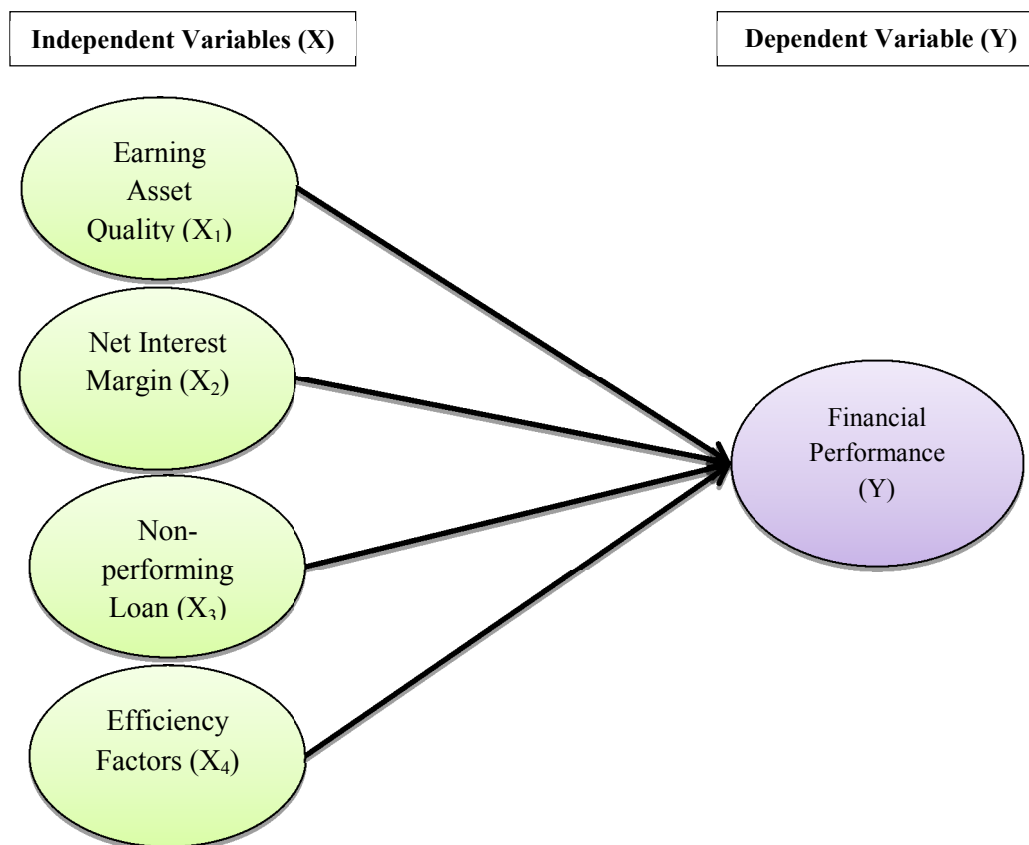 Independent Variables (X)
Dependent Variable (Y)
Earning
Asset
Quality (X₁)
Net Interest
Margin (X₂)
Non-
performing
Loan (X₃)
Efficiency
Factors (X₄)
Financial
Performance
(Y)